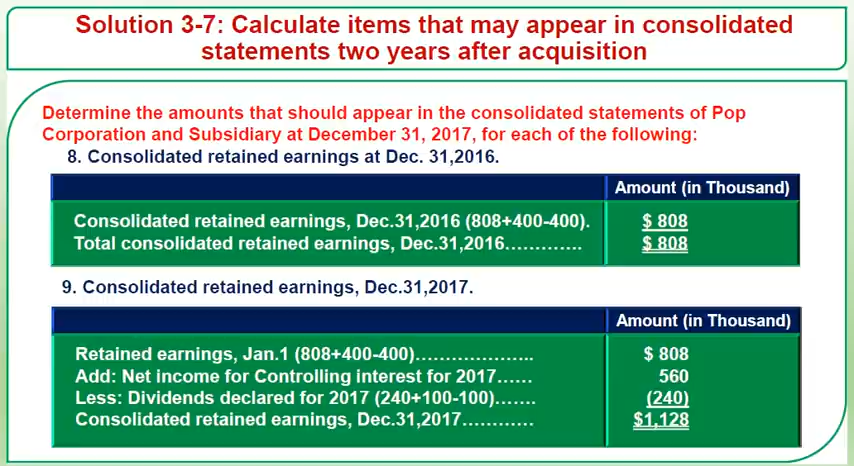 Solution 3-7: Calculate items that may appear in consolidated
statements two years after acquisition
Determine the amounts that should appear in the consolidated statements of Pop
Corporation and Subsidiary at December 31, 2017, for each of the following:
8. Consolidated retained earnings at Dec. 31,2016.
Amount (in Thousand)
Consolidated retained earnings, Dec.31,2016 (808+400-400). $ 808
Total consolidated retained earnings, Dec.31,2016…………. $ 808
9. Consolidated retained earnings, Dec.31,2017.
Amount (in Thousand)
Retained earnings, Jan.1 (808+400-400)……………….. $ 808
Add: Net income for Controlling interest for 2017…… 560
Less: Dividends declared for 2017 (240+100-100)……. (240)
Consolidated retained earnings, Dec.31,2017………… $1,128